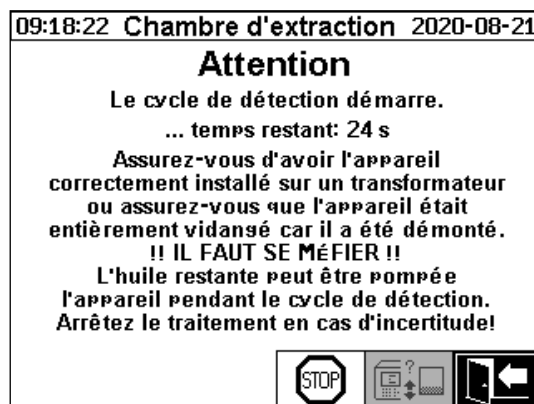 09:18:22 Chambre d'extraction 2020-08-21
Attention
Le cycle de détection démarre.
... temps restant: 24 s
Assurez-vous d'avoir l'appareil
correctement installé sur un transformateur
ou assurez-vous que l'appareil était
entièrement vidangé car il a été démonté.
!! IL FAUT SE MéFIER !!
L'huile restante peut être pompée
l'appareil pendant le cycle de détection.
Arrêtez le traitement en cas d'incertitude!
STOP ?